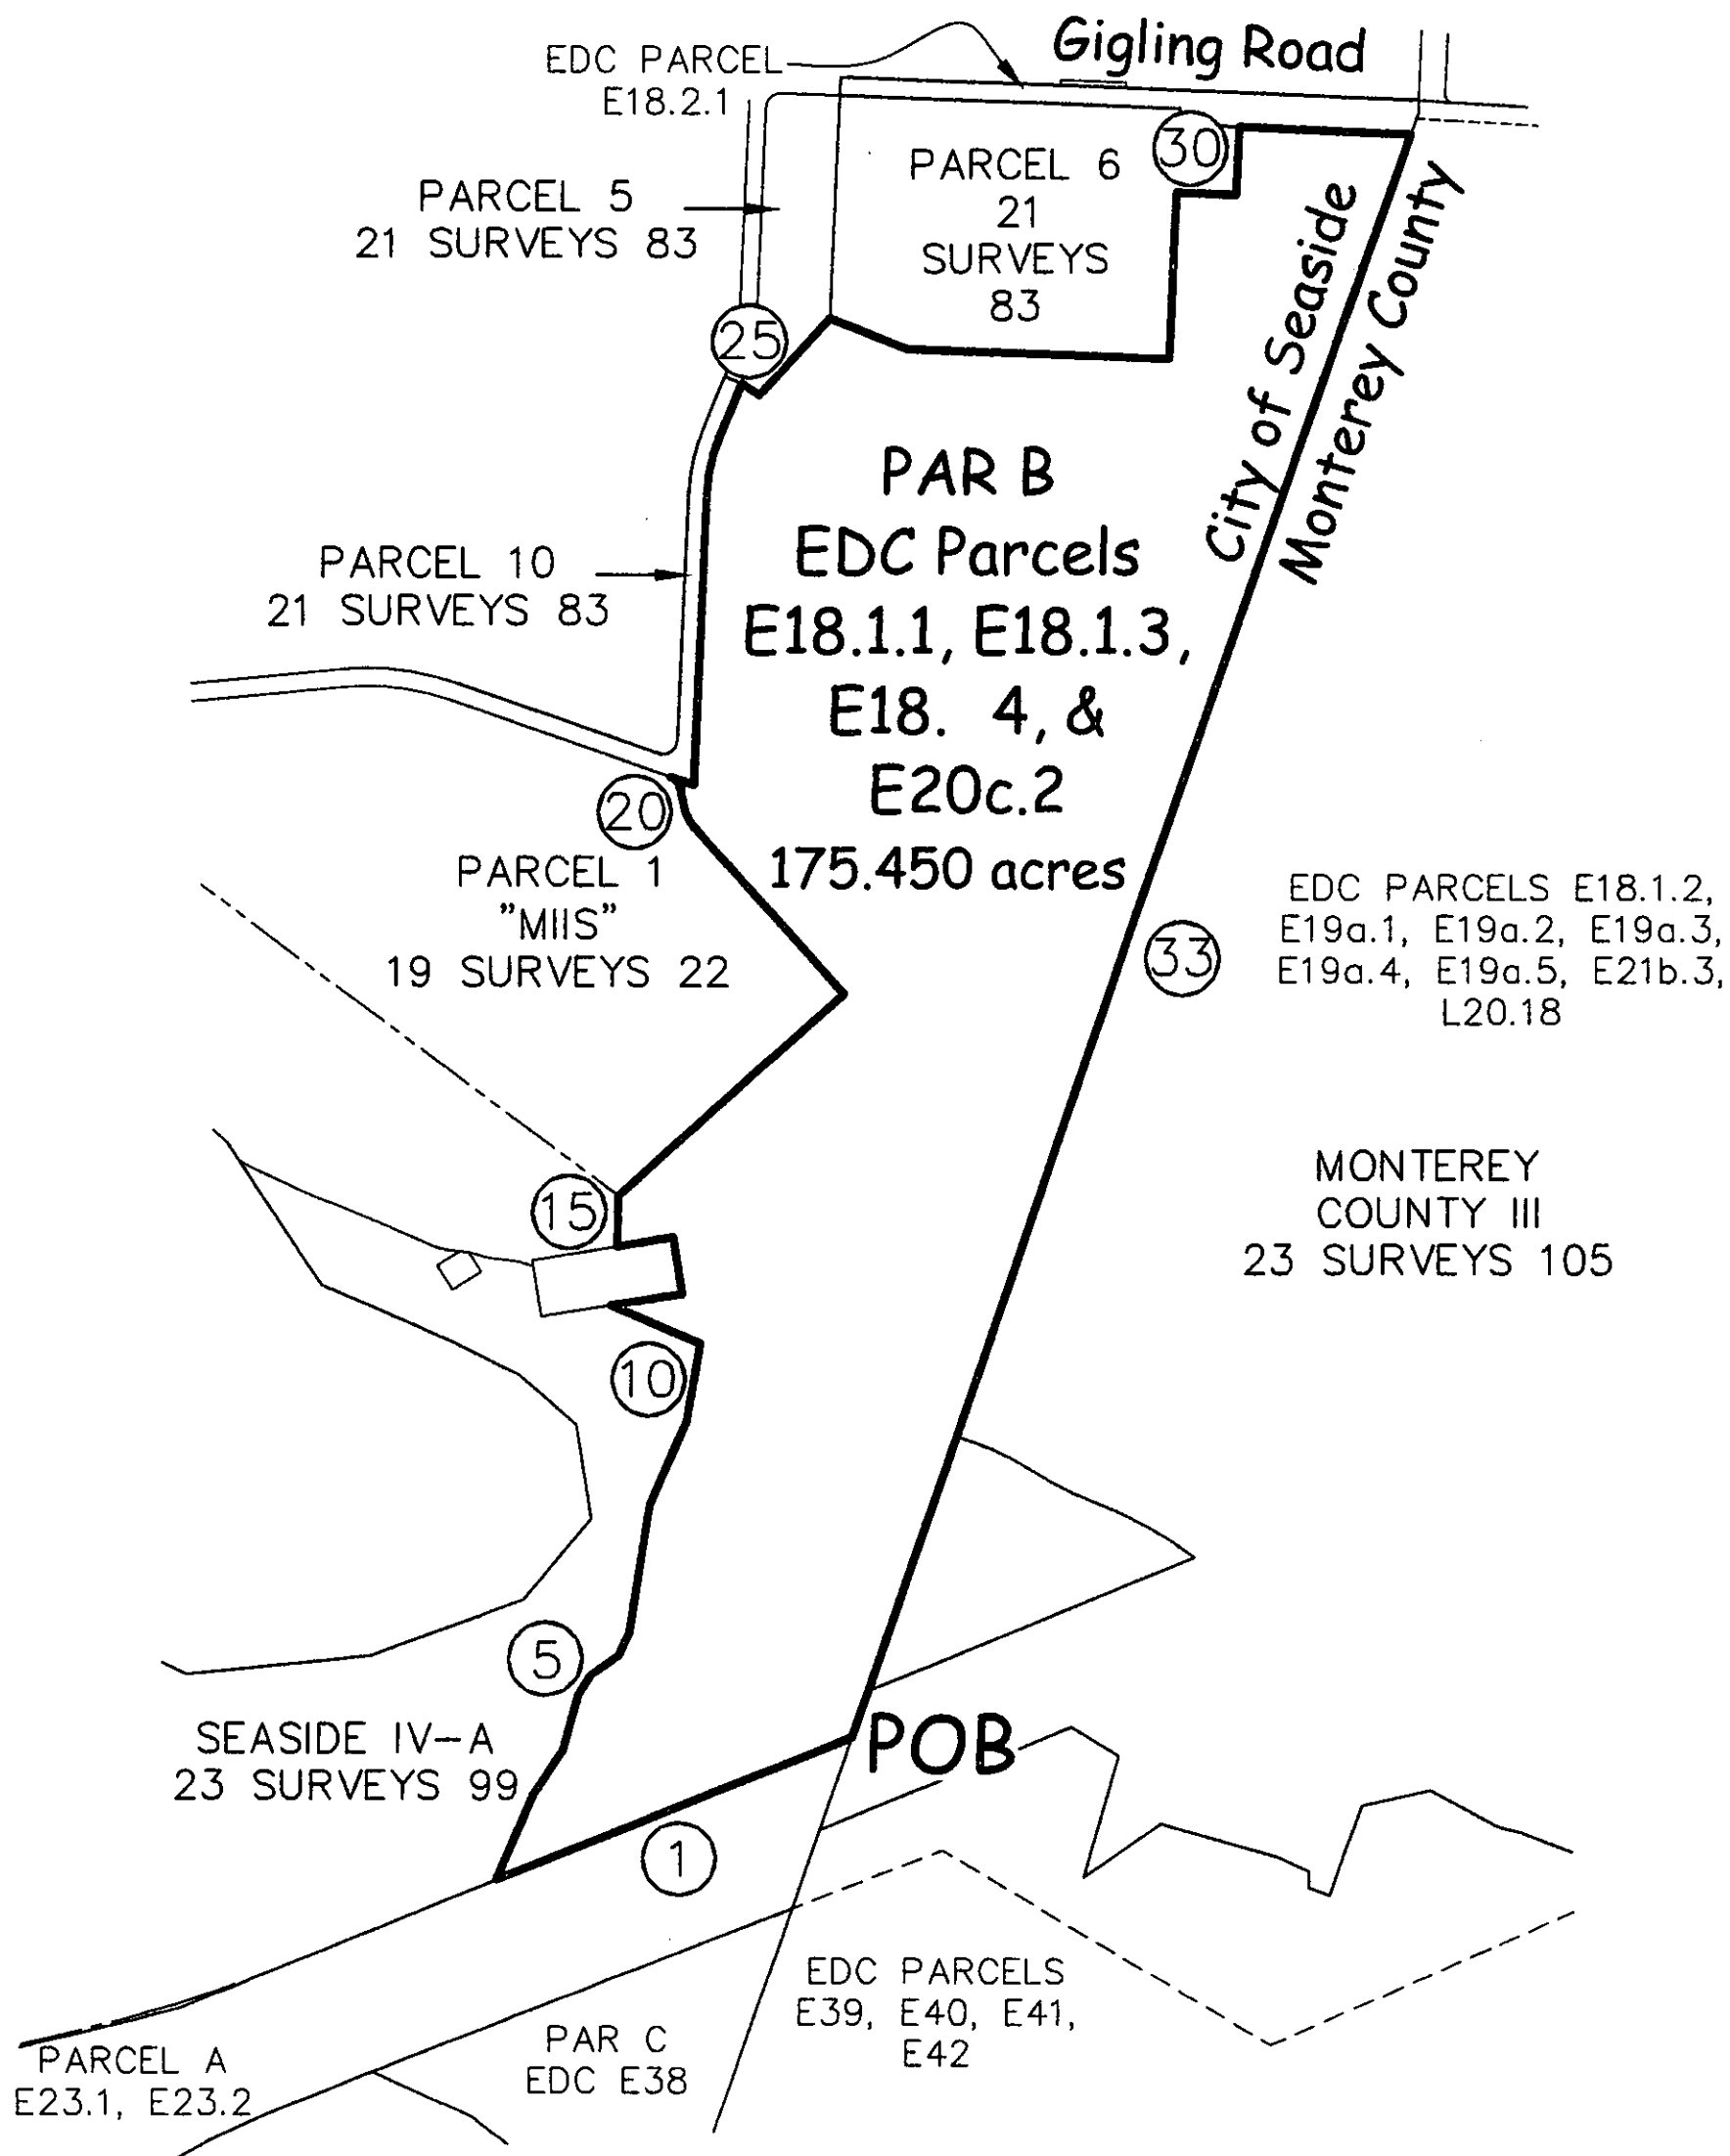 Gigling Road
EDC PARCEL
E18.2.1
PARCEL 5
21 SURVEYS 83
PARCEL 6
21
SURVEYS
83
30
25
City of Seaside
Monterey County
PAR B
EDC Parcels
E18.1.1, E18.1.3,
E18. 4, &
E20c.2
175.450 acres
PARCEL 10
21 SURVEYS 83
20
PARCEL 1
"MIIS"
19 SURVEYS 22
33
EDC PARCELS E18.1.2,
E19a.1, E19a.2, E19a.3,
E19a.4, E19a.5, E21b.3,
L20.18
15
MONTEREY
COUNTY III
23 SURVEYS 105
10
5
SEASIDE IV-A
23 SURVEYS 99
POB
1
EDC PARCELS
E39, E40, E41,
E42
PAR C
EDC E38
PARCEL A
E23.1, E23.2